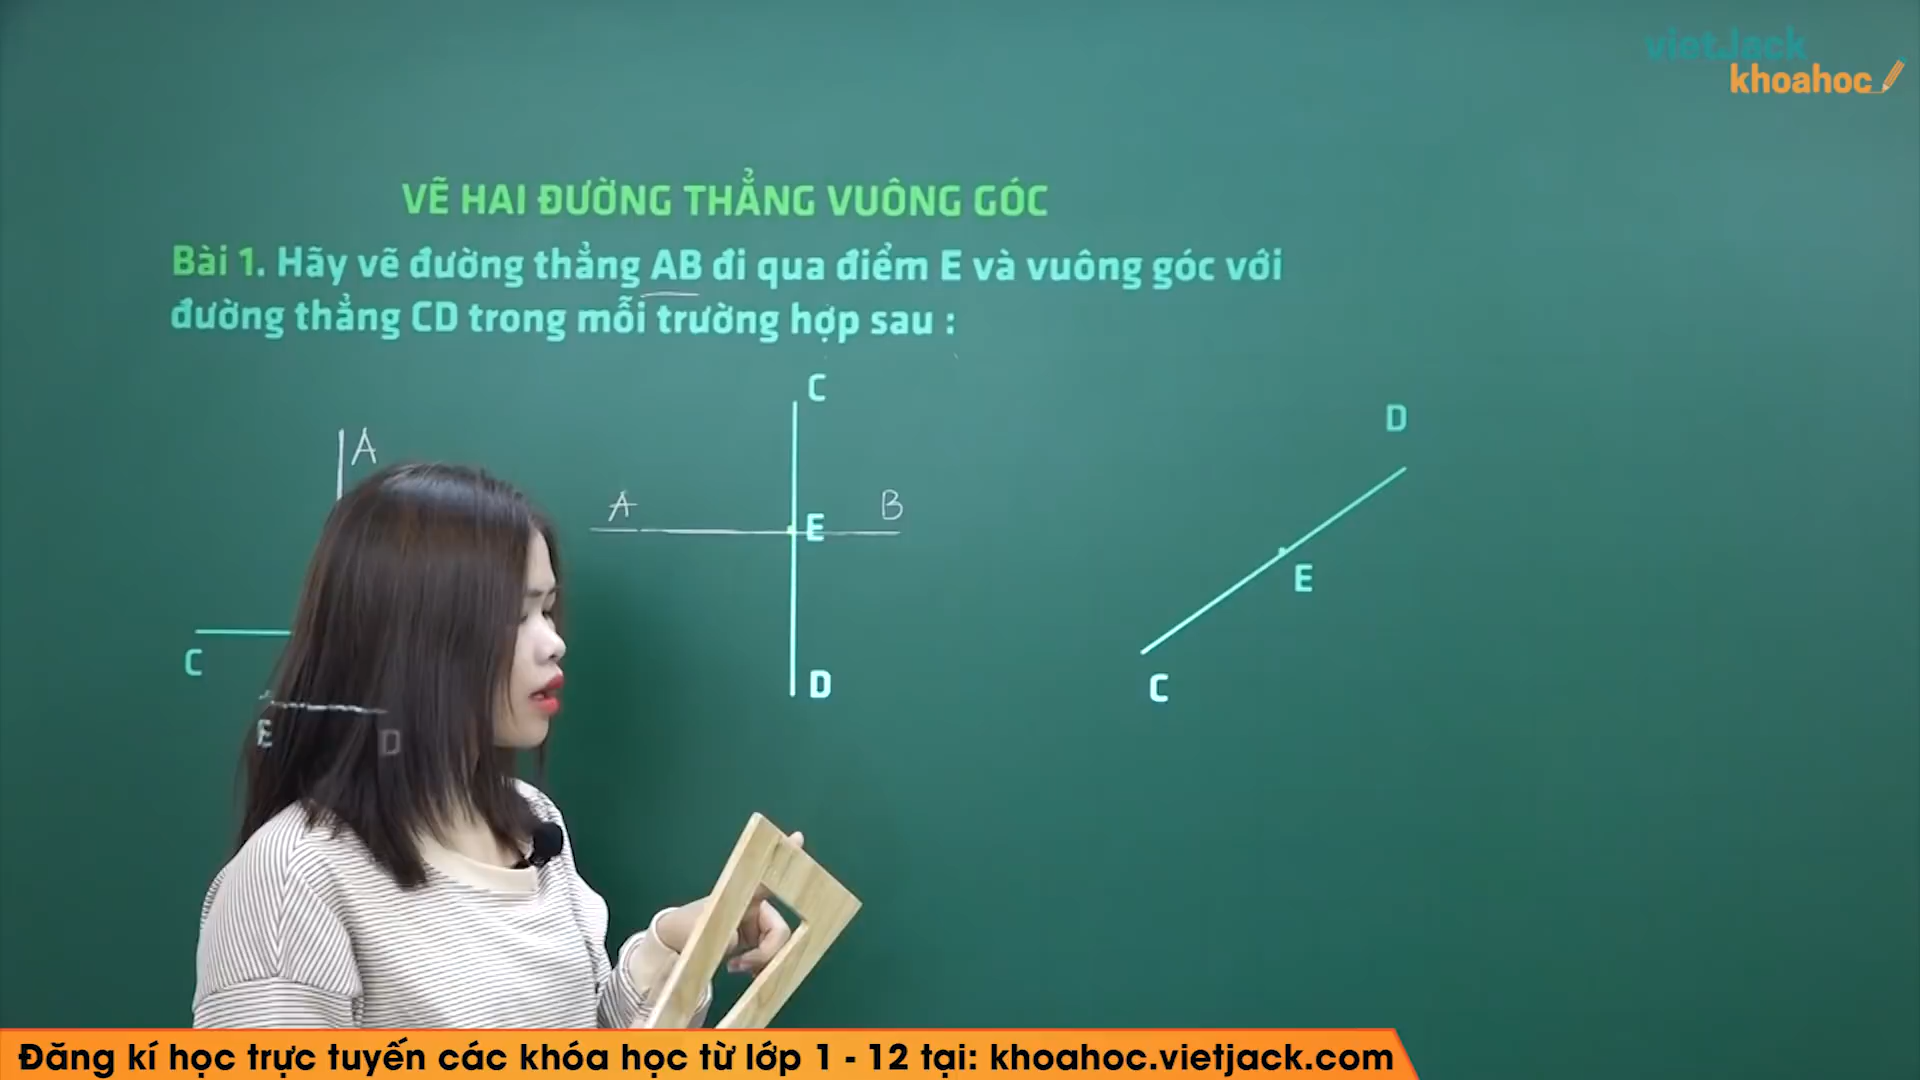 vietJack
khoahoc
VẼ HAI ĐƯỜNG THẲNG VUÔNG GÓC
Bài 1. Hãy vẽ đường thẳng AB đi qua điểm E và vuông góc với
đường thẳng CD trong mỗi trường hợp sau :
A
C
E
D
C
A
E
B
D
D
E
C
Đăng kí học trực tuyến các khóa học từ lớp 1 - 12 tại: khoahoc.vietjack.com